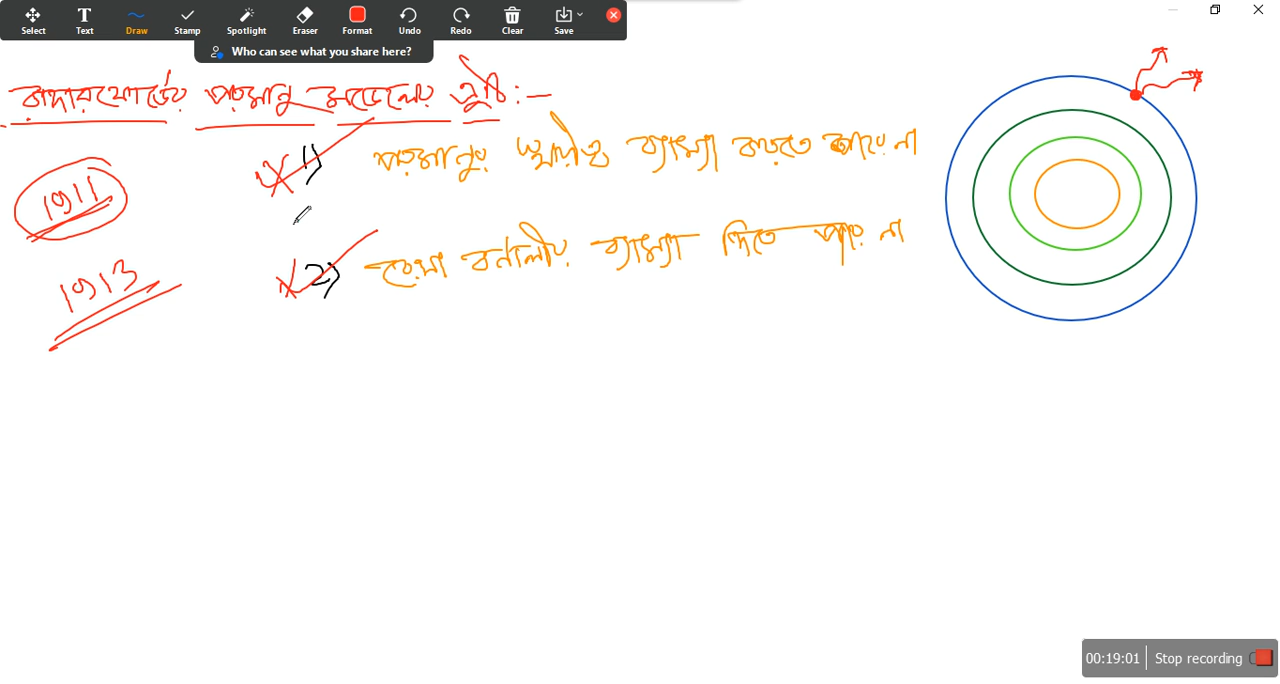 Select Text Draw Stamp Spotlight Eraser Format Undo Redo Clear Save
Who can see what you share here?
রাদারফোর্ডের পরমানু মডেলের ত্রুটি:-
1911
1) পরমানুর স্থায়ীত্ব ব্যাখ্যা করতে পারে না
1913
2) রেখা বর্নালীর ব্যাখ্যা দিতে পারে না
00:19:01 Stop recording